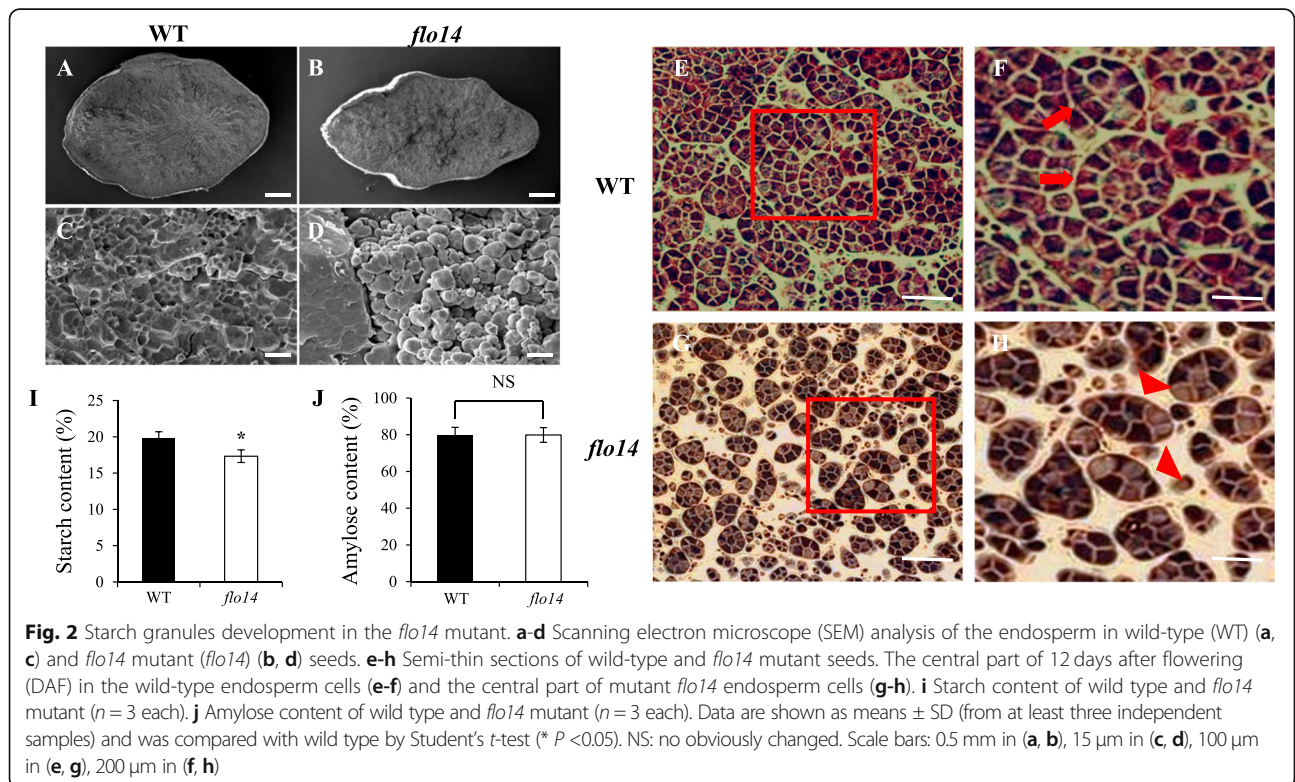 WT
flo14
A
B
C
D
E
F
WT
G
H
flo14
I
Starch content (%)
25
20
15
10
5
0
*
WT
flo14
J
Amylose content (%)
100
80
60
40
20
0
NS
WT
flo14
Fig. 2 Starch granules development in the flo14 mutant. a-d Scanning electron microscope (SEM) analysis of the endosperm in wild-type (WT) (a,
c) and flo14 mutant (flo14) (b, d) seeds. e-h Semi-thin sections of wild-type and flo14 mutant seeds. The central part of 12 days after flowering
(DAF) in the wild-type endosperm cells (e-f) and the central part of mutant flo14 endosperm cells (g-h). i Starch content of wild type and flo14
mutant (n = 3 each). j Amylose content of wild type and flo14 mutant (n = 3 each). Data are shown as means ± SD (from at least three independent
samples) and was compared with wild type by Student's t-test (* P <0.05). NS: no obviously changed. Scale bars: 0.5 mm in (a, b), 15 μm in (c, d), 100 μm
in (e, g), 200 μm in (f, h)